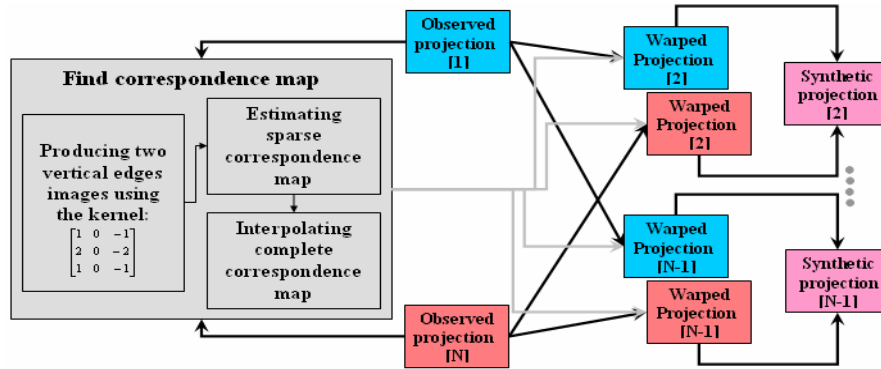 Find correspondence map
Producing two
vertical edges
images using
the kernel:
1 0 -1
2 0 -2
1 0 -1
Estimating
sparse
correspondence
map
Interpolating
complete
correspondence
map
Observed
projection
[1]
Observed
projection
[N]
Warped
Projection
[2]
Warped
Projection
[2]
Warped
Projection
[N-1]
Warped
Projection
[N-1]
Synthetic
projection
[2]
Synthetic
projection
[N-1]